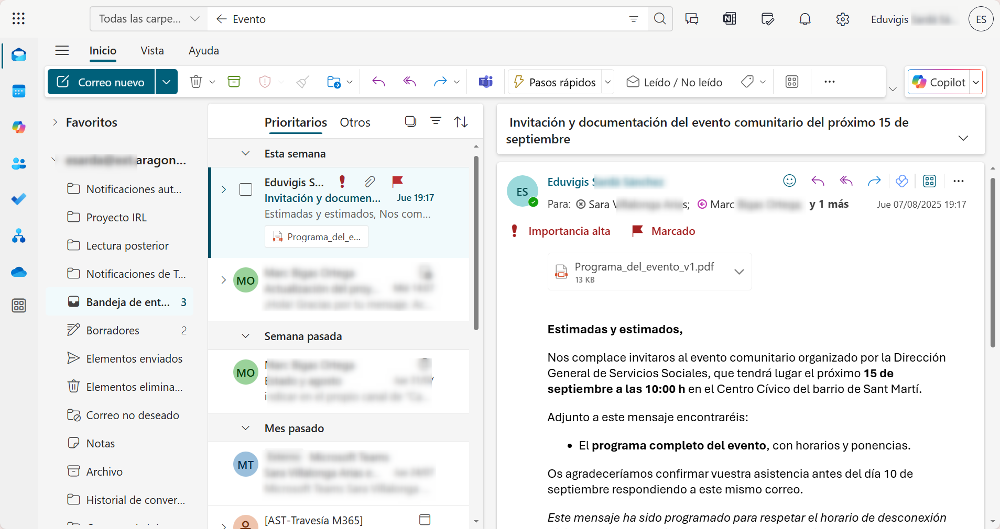 Todas las carpe...
Evento
Eduvigis
ES
Inicio
Vista
Ayuda
Correo nuevo
Pasos rápidos
Leído / No leído
Copilot
Favoritos
aragon...
Notificaciones aut...
Proyecto IRL
Lectura posterior
Notificaciones de T...
Bandeja de ent... 3
Borradores 2
Elementos enviados
Elementos elimina...
Correo no deseado
Notas
Archivo
Historial de conver...
Prioritarios
Otros
Esta semana
Eduvigis S...
Invitación y documen... Jue 19:17
Estimadas y estimados, Nos com...
Programa_del_e...
MO
Semana pasada
MO
Mes pasado
MT
[AST-Travesía M365]
Invitación y documentación del evento comunitario del próximo 15 de
septiembre
ES
Eduvigis
Para: Sara V s; Marc y 1 más
Jue 07/08/2025 19:17
Importancia alta
Marcado
Programa_del_evento_v1.pdf
13 KB
Estimadas y estimados,
Nos complace invitaros al evento comunitario organizado por la Dirección
General de Servicios Sociales, que tendrá lugar el próximo 15 de
septiembre a las 10:00 h en el Centro Cívico del barrio de Sant Martí.
Adjunto a este mensaje encontraréis:
• El programa completo del evento, con horarios y ponencias.
Os agradeceríamos confirmar vuestra asistencia antes del día 10 de
septiembre respondiendo a este mismo correo.
Este mensaje ha sido programado para respetar el horario de desconexión